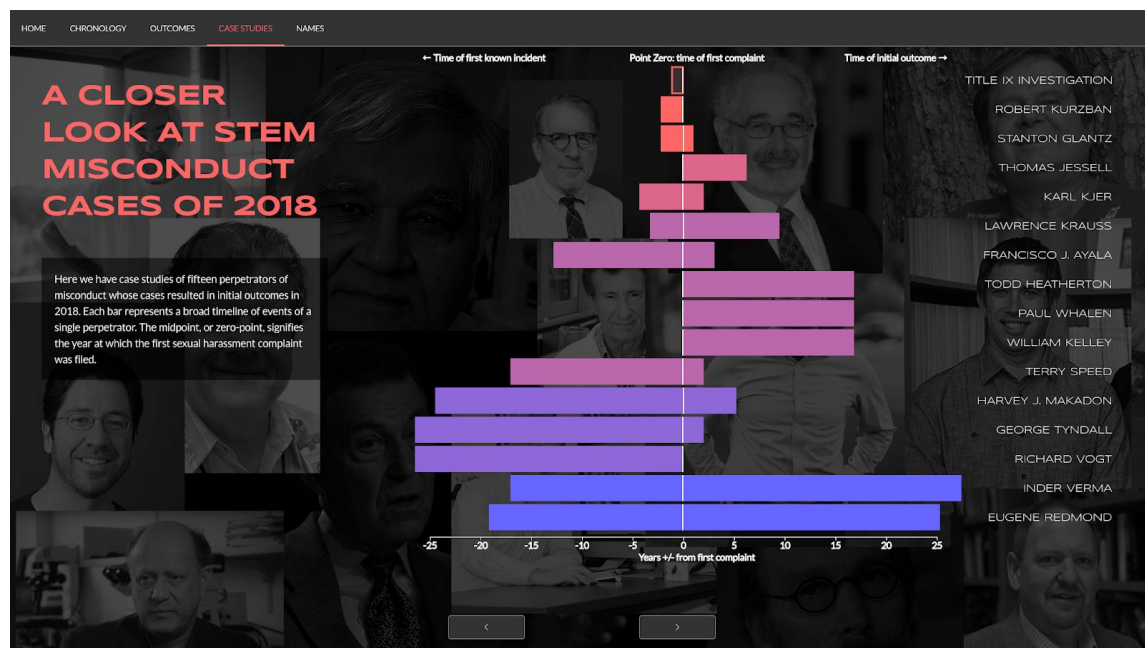 HOME CHRONOLOGY OUTCOMES CASE STUDIES NAMES
← Time of first known incident Point Zero: time of first complaint Time of initial outcome →
A CLOSER
LOOK AT STEM
MISCONDUCT
CASES OF 2018
Here we have case studies of fifteen perpetrators of
misconduct whose cases resulted in initial outcomes in
2018. Each bar represents a broad timeline of events of a
single perpetrator. The midpoint, or zero-point, signifies
the year at which the first sexual harassment complaint
was filed.
TITLE IX INVESTIGATION
ROBERT KURZBAN
STANTON GLANTZ
THOMAS JESSELL
KARL KJER
LAWRENCE KRAUSS
FRANCISCO J. AYALA
TODD HEATHERTON
PAUL WHALEN
WILLIAM KELLEY
TERRY SPEED
HARVEY J. MAKADON
GEORGE TYNDALL
RICHARD VOGT
INDER VERMA
EUGENE REDMOND
-25 -20 -15 -10 -5 0 5 10 15 20 25
Years +/- from first complaint
‹ ›